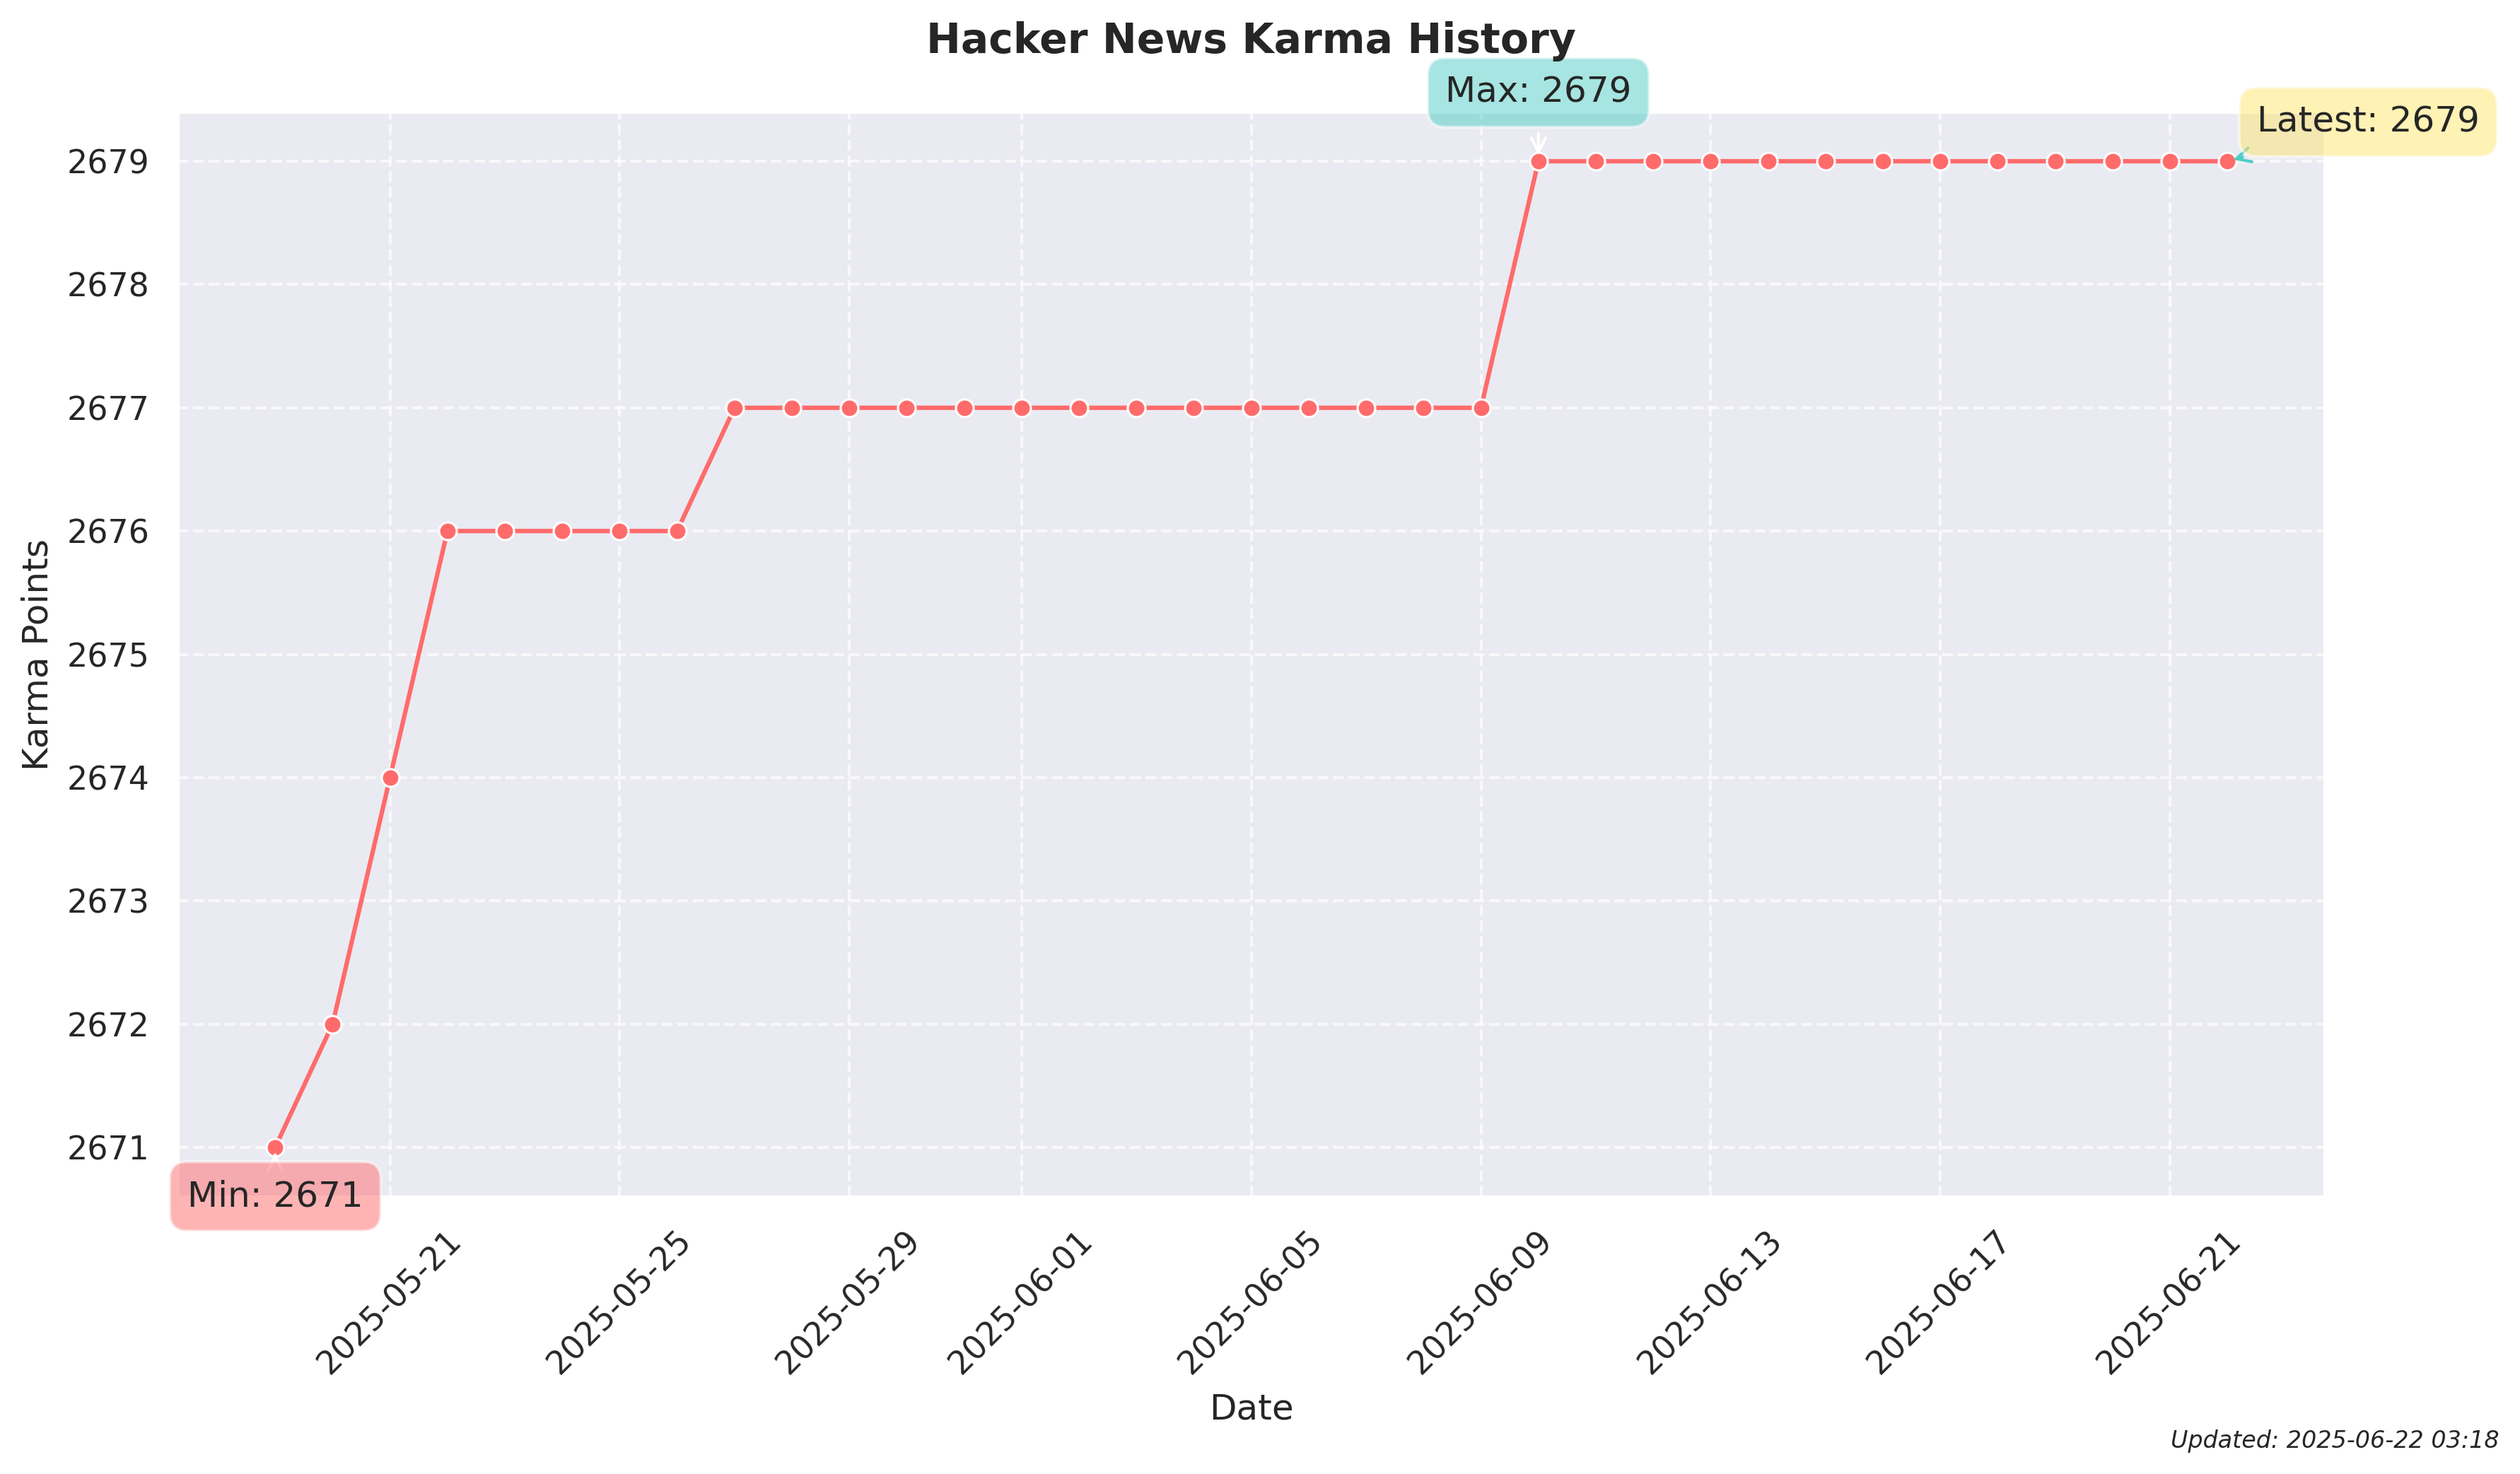 Hacker News Karma History
Max: 2679
Latest: 2679
2679
2678
2677
2676
2675
2674
2673
2672
2671
Karma Points
Min: 2671
2025-05-21
2025-05-25
2025-05-29
2025-06-01
2025-06-05
2025-06-09
2025-06-13
2025-06-17
2025-06-21
Date
Updated: 2025-06-22 03:18